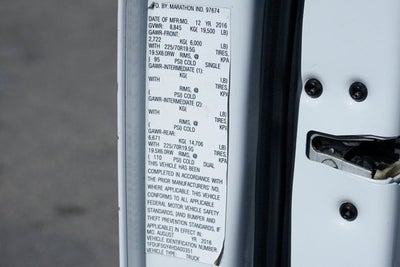 MFD. BY: MARATHON IND. 97674
DATE OF MFR: MO. 12 YR. 2016
GVWR: 8,845 KG( 19,500 LB)
GAWR-FRONT:
2,722 KG( 6,000 LB)
WITH 225/70R19.5G TIRES,
19.5X6.0RW RIMS, @ KPA
( 95 PSI) COLD SINGLE
GAWR-INTERMEDIATE (1):
KG( LB)
WITH TIRES,
RIMS, @ KPI
( PSI) COLD
GAWR-INTERMEDIATE (2):
KG( LB)
WITH TIRES,
RIMS, @ KPI
( PSI) COLD
GAWR-REAR:
6,671 KG( 14,706 LB)
WITH 225/70R19.5G TIRES,
19.5X6.0RW RIMS, @ KPA
( 110 PSI) COLD DUAL
THIS VEHICLE HAS BEEN
COMPLETED IN ACCORDANCE WITH
THE PRIOR MANUFACTURERS' NO.
WHERE APPLICABLE. THIS VEHICLE
CONFORMS TO ALL APPLICABLE
FEDERAL MOTOR VEHICLE SAFETY
STANDARDS, [AND BUMPER AND
THEFT PREVENTION STANDARDS, IF
APPLICABLE] IN EFFECT IN.
MO. AUGUST YR. 2016
VEHICLE IDENTIFICATION NUMBER:
VEHICLE TYPE: TRUCK